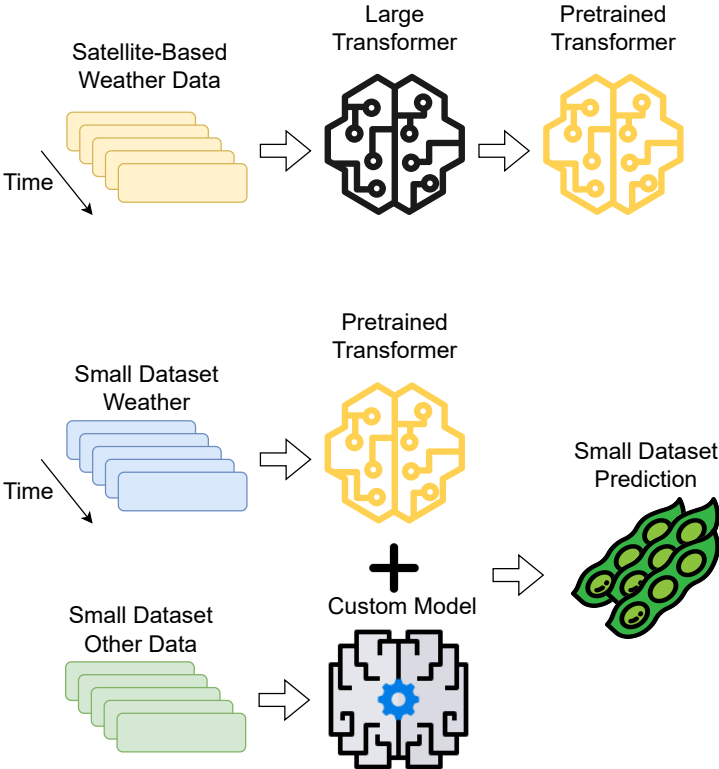 Satellite-Based
Weather Data
Large
Transformer
Pretrained
Transformer
Time
Small Dataset
Weather
Pretrained
Transformer
Time
Small Dataset
Prediction
Small Dataset
Other Data
Custom Model